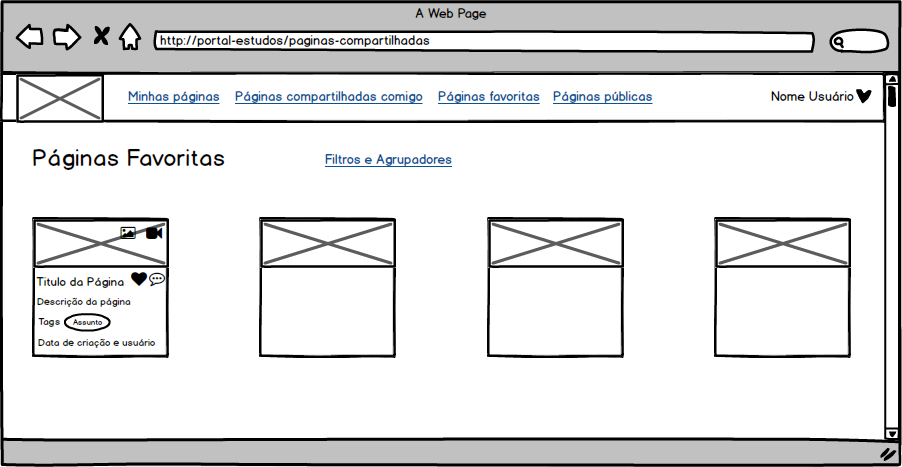 A Web Page
http://portal-estudos/paginas-compartilhadas
Minhas páginas Páginas compartilhadas comigo Páginas favoritas Páginas públicas Nome Usuário
Páginas Favoritas Filtros e Agrupadores
Titulo da Página
Descrição da página
Tags Assunto
Data de criação e usuário